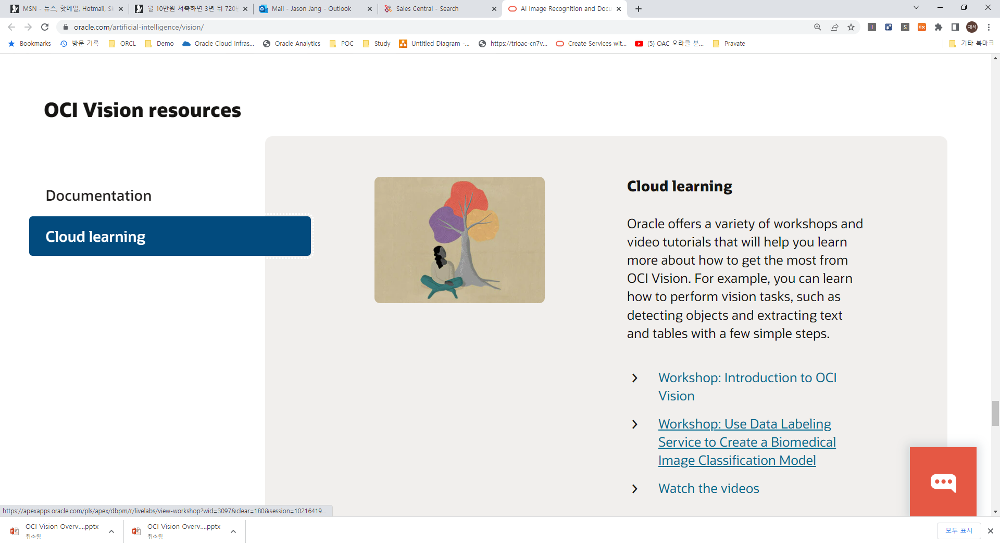 MSN - 뉴스, 핫메일, Hotmail, Sk
월 10만원 저축하면 3년 뒤 720만
Mail - Jason Jang - Outlook
Sales Central - Search
AI Image Recognition and Docu
oracle.com/artificial-intelligence/vision/
재석
Bookmarks
방문 기록
ORCL
Demo
Oracle Cloud Infras...
Oracle Analytics
POC
Study
Untitled Diagram -...
https://trioac-cn7v...
Create Services wit...
(5) OAC 오라클 분...
Pravate
기타 북마크
OCI Vision resources
Documentation
Cloud learning
Cloud learning
Oracle offers a variety of workshops and
video tutorials that will help you learn
more about how to get the most from
OCI Vision. For example, you can learn
how to perform vision tasks, such as
detecting objects and extracting text
and tables with a few simple steps.
Workshop: Introduction to OCI
Vision
Workshop: Use Data Labeling
Service to Create a Biomedical
Image Classification Model
Watch the videos
https://apexapps.oracle.com/pls/apex/dbpm/r/livelabs/view-workshop?wid=3097&clear=180&session=10216419...
OCI Vision Overv....pptx
취소됨
OCI Vision Overv....pptx
취소됨
모두 표시